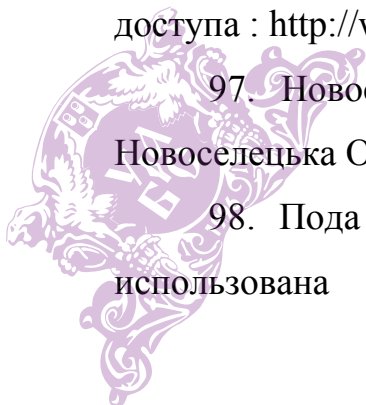 доступа : http://
97. Ново
Новоселецька О
98. Пода
использована